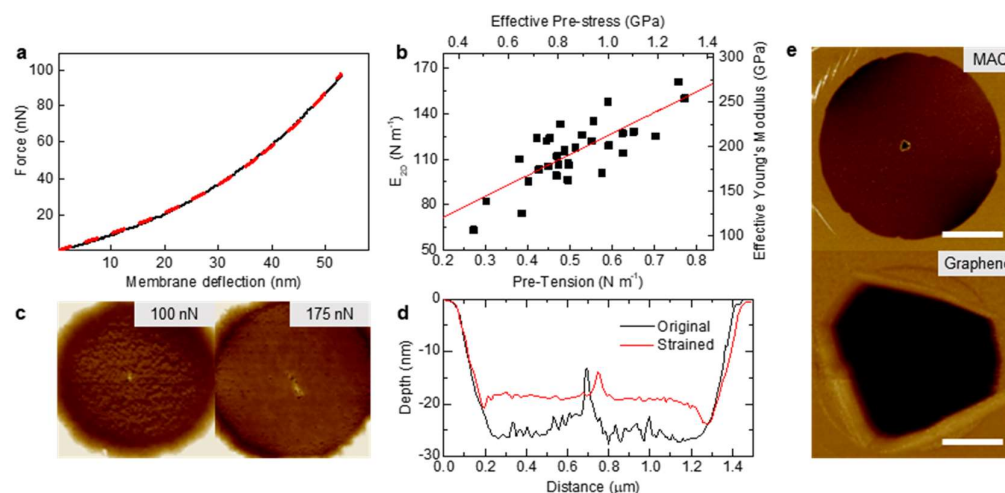 a
Force (nN)
100
80
60
40
20
0
10
20
30
40
50
Membrane deflection (nm)
b
Effective Pre-stress (GPa)
0.4
0.6
0.8
1.0
1.2
1.4
E2D (N m-1)
170
140
110
80
50
Effective Young's Modulus (GPa)
300
250
200
150
100
0.2
0.3
0.4
0.5
0.6
0.7
0.8
Pre-Tension (N m-1)
c
100 nN
175 nN
d
Depth (nm)
0
-10
-20
-30
Original
Strained
0.0
0.2
0.4
0.6
0.8
1.0
1.2
1.4
Distance (μm)
e
MAC
Graphene